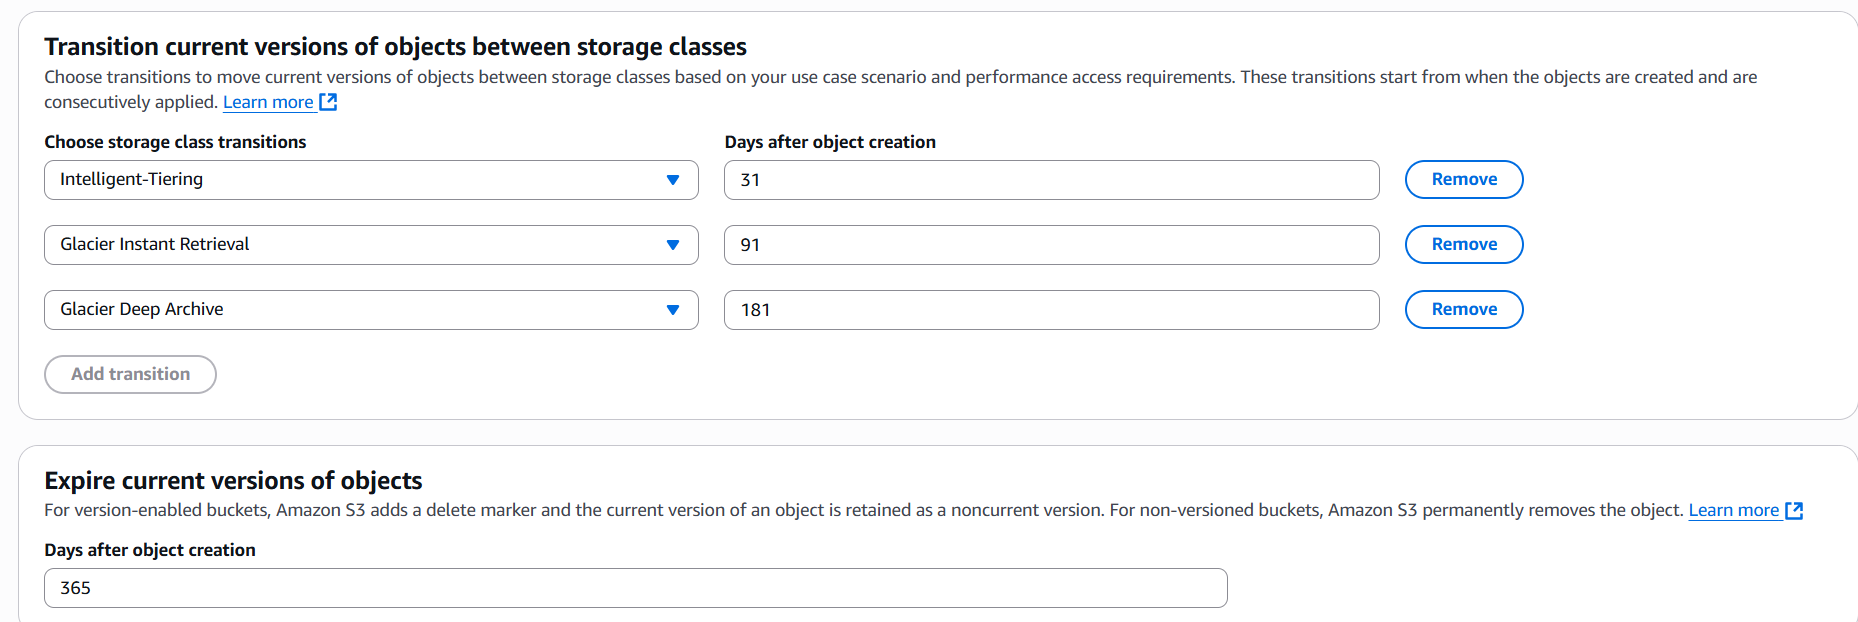 Transition current versions of objects between storage classes
Choose transitions to move current versions of objects between storage classes based on your use case scenario and performance access requirements. These transitions start from when the objects are created and are
consecutively applied. Learn more
Choose storage class transitions Days after object creation
Intelligent-Tiering 31 Remove
Glacier Instant Retrieval 91 Remove
Glacier Deep Archive 181 Remove
Add transition
Expire current versions of objects
For version-enabled buckets, Amazon S3 adds a delete marker and the current version of an object is retained as a noncurrent version. For non-versioned buckets, Amazon S3 permanently removes the object. Learn more
Days after object creation
365